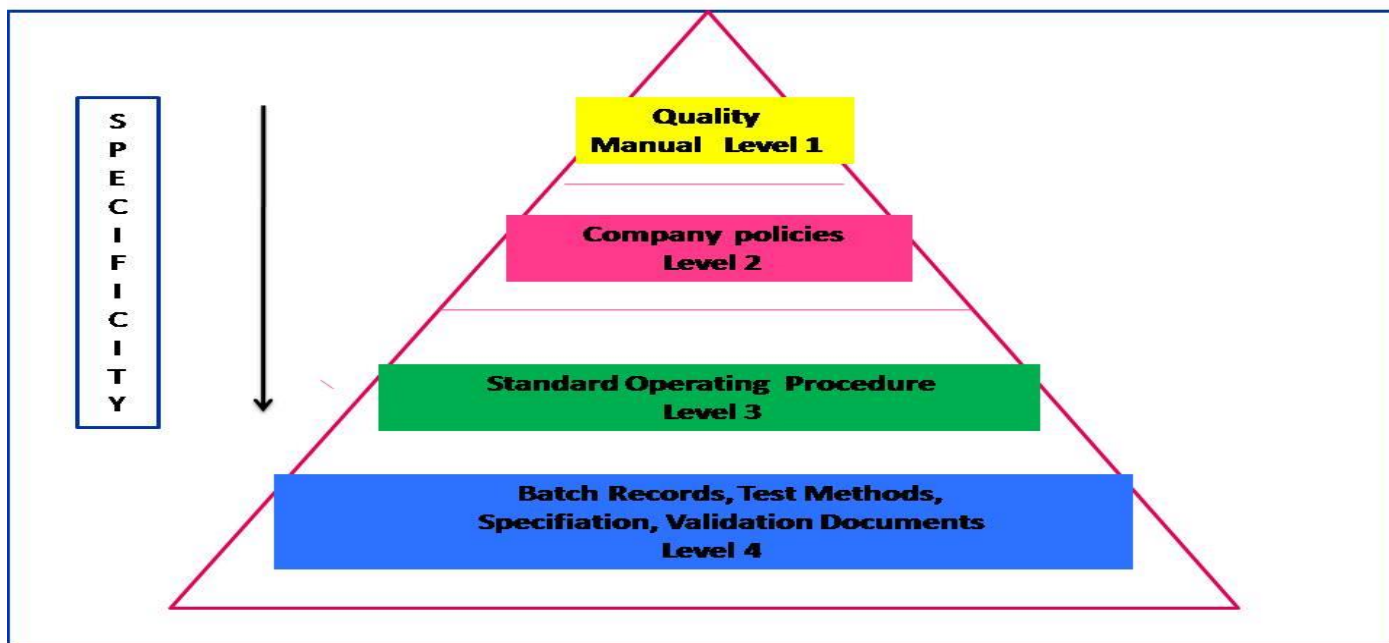 SPECIFICITY
Quality
Manual Level 1
Company policies
Level 2
Standard Operating Procedure
Level 3
Batch Records, Test Methods,
Specifiation, Validation Documents
Level 4